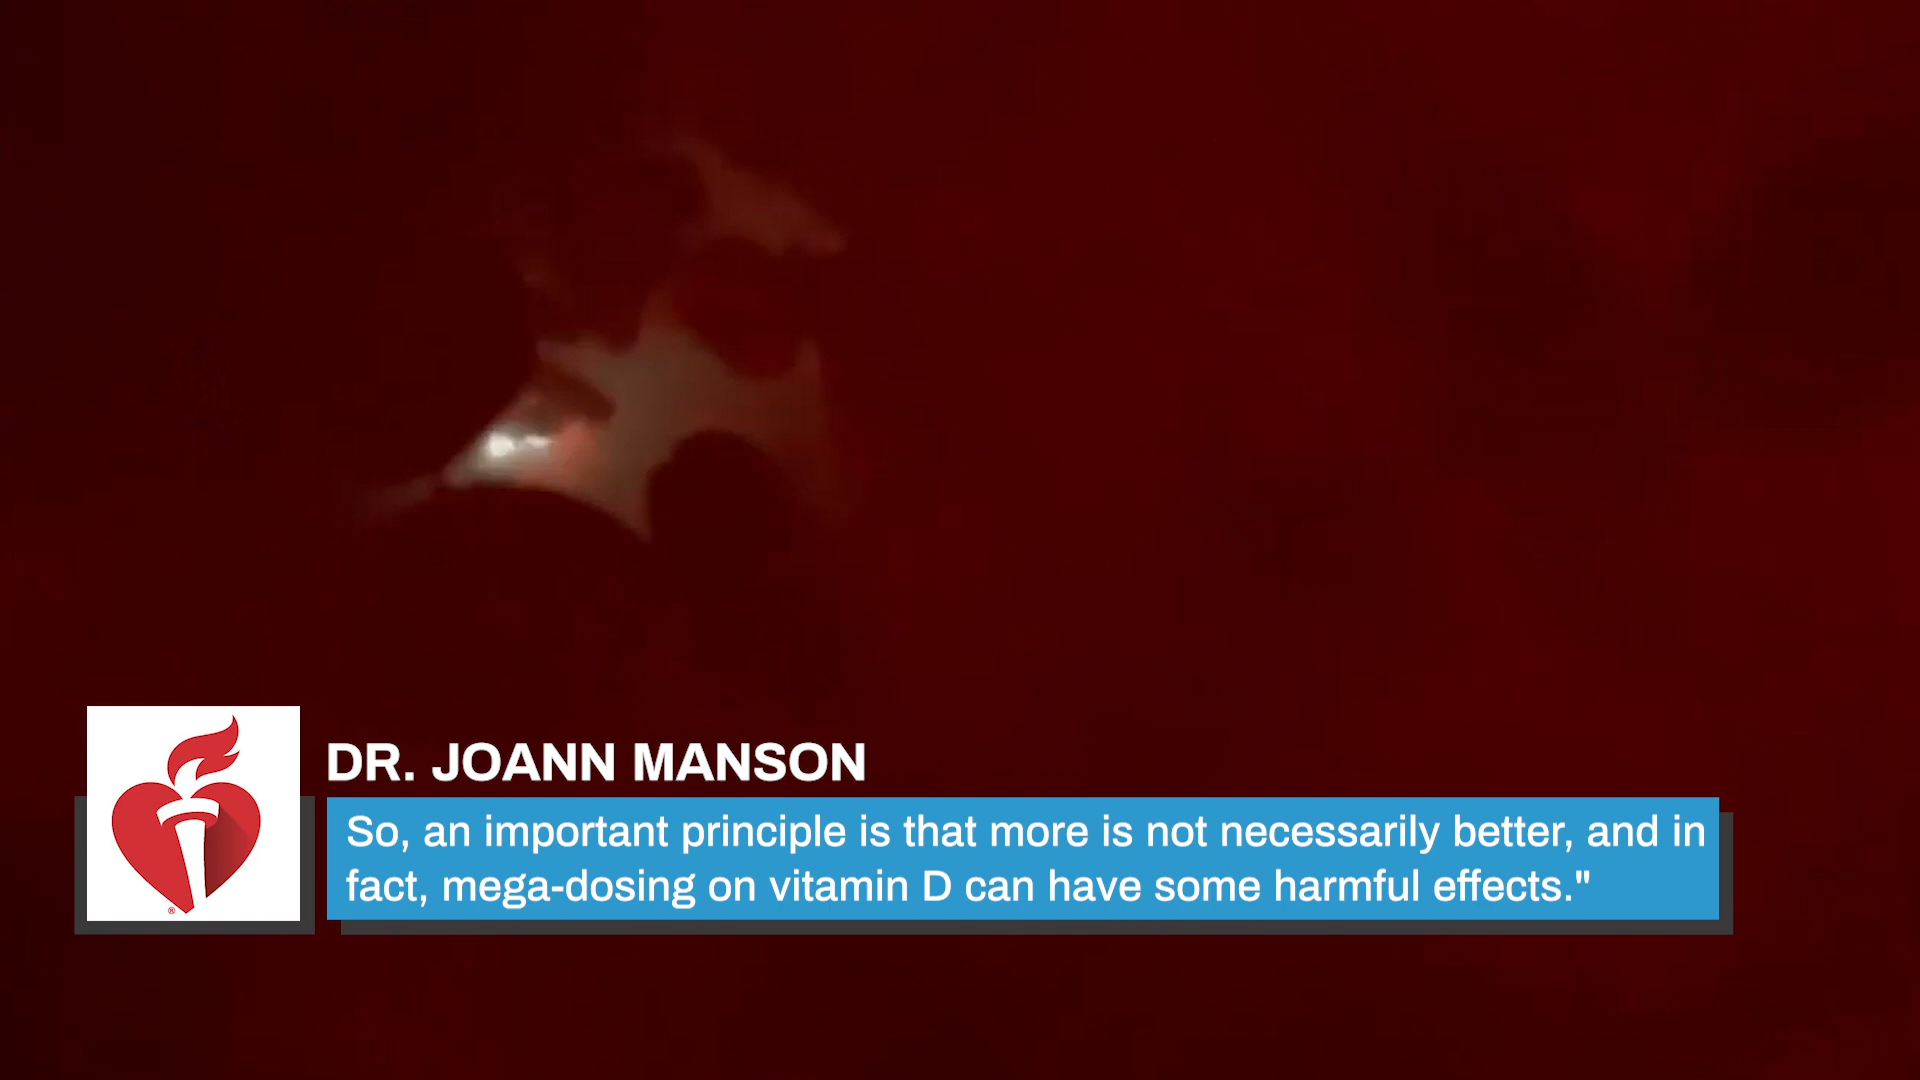 DR. JOANN MANSON
So, an important principle is that more is not necessarily better, and in
fact, mega-dosing on vitamin D can have some harmful effects."
®